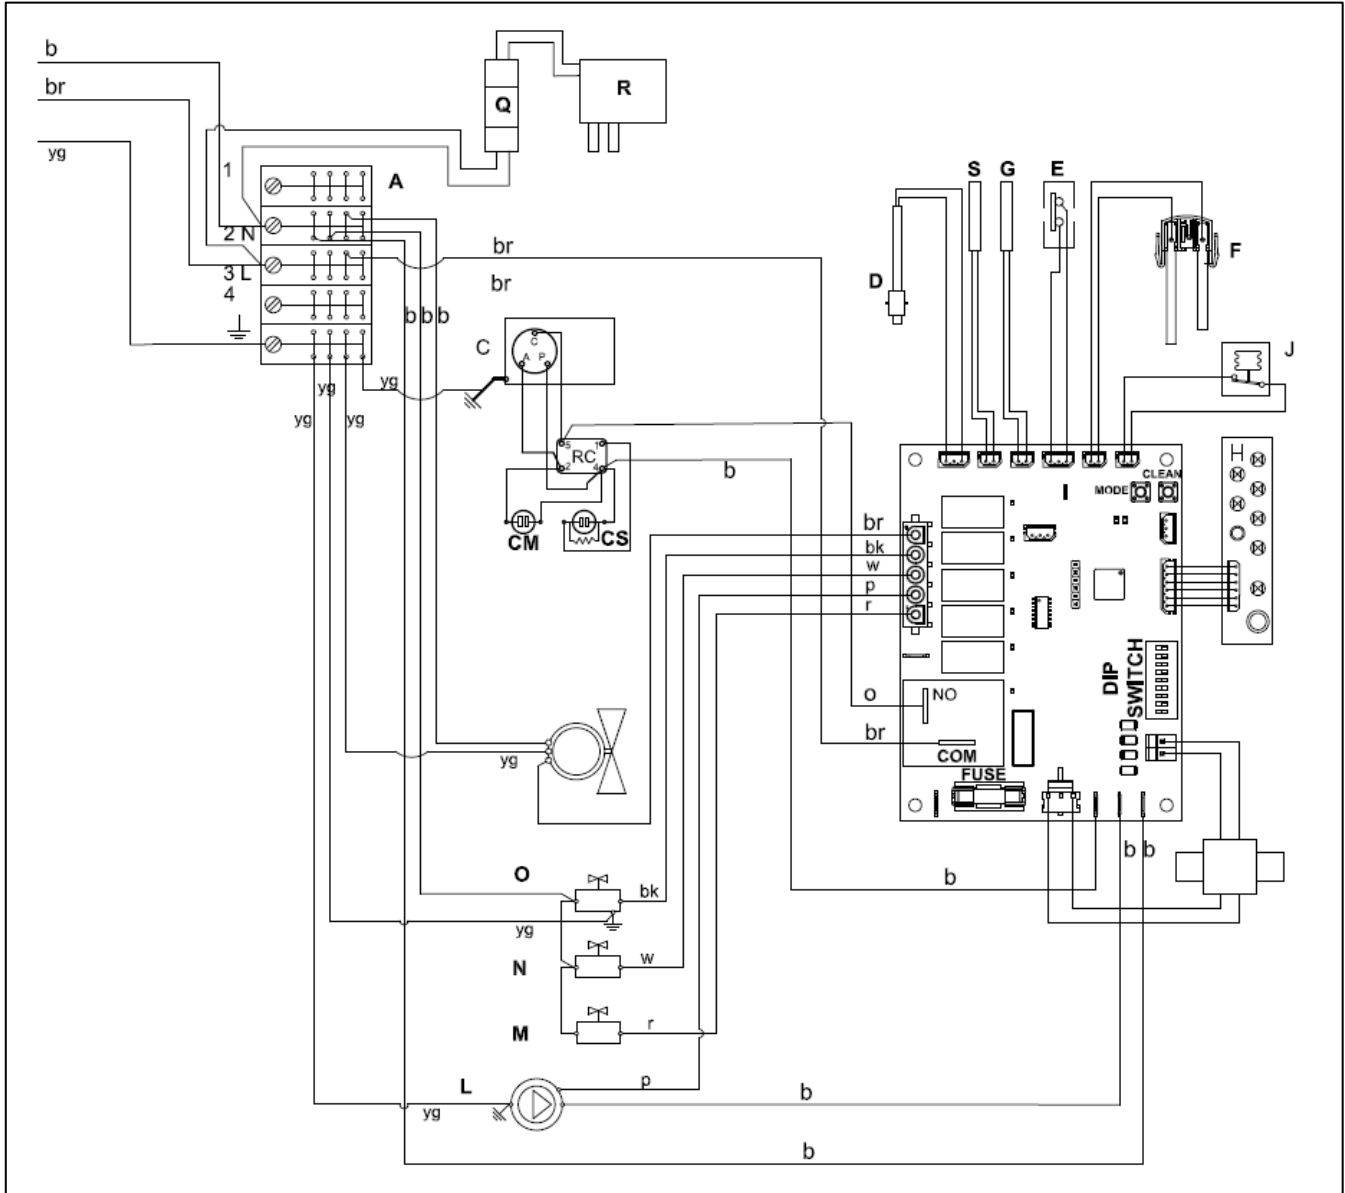 b
br
yg
1
2 N
3 L
4
A
Q
R
br
br
b b b
yg
yg
yg
yg
C
C
A P
5 1
RC
2 4
CM
CS
b
D
S
G
E
F
J
H
CLEAN
MODE
br
bk
w
p
r
o
NO
br
COM
FUSE
DIP
SWITCH
b b
b
yg
O
bk
yg
N
w
M
r
L
p
yg
b
b